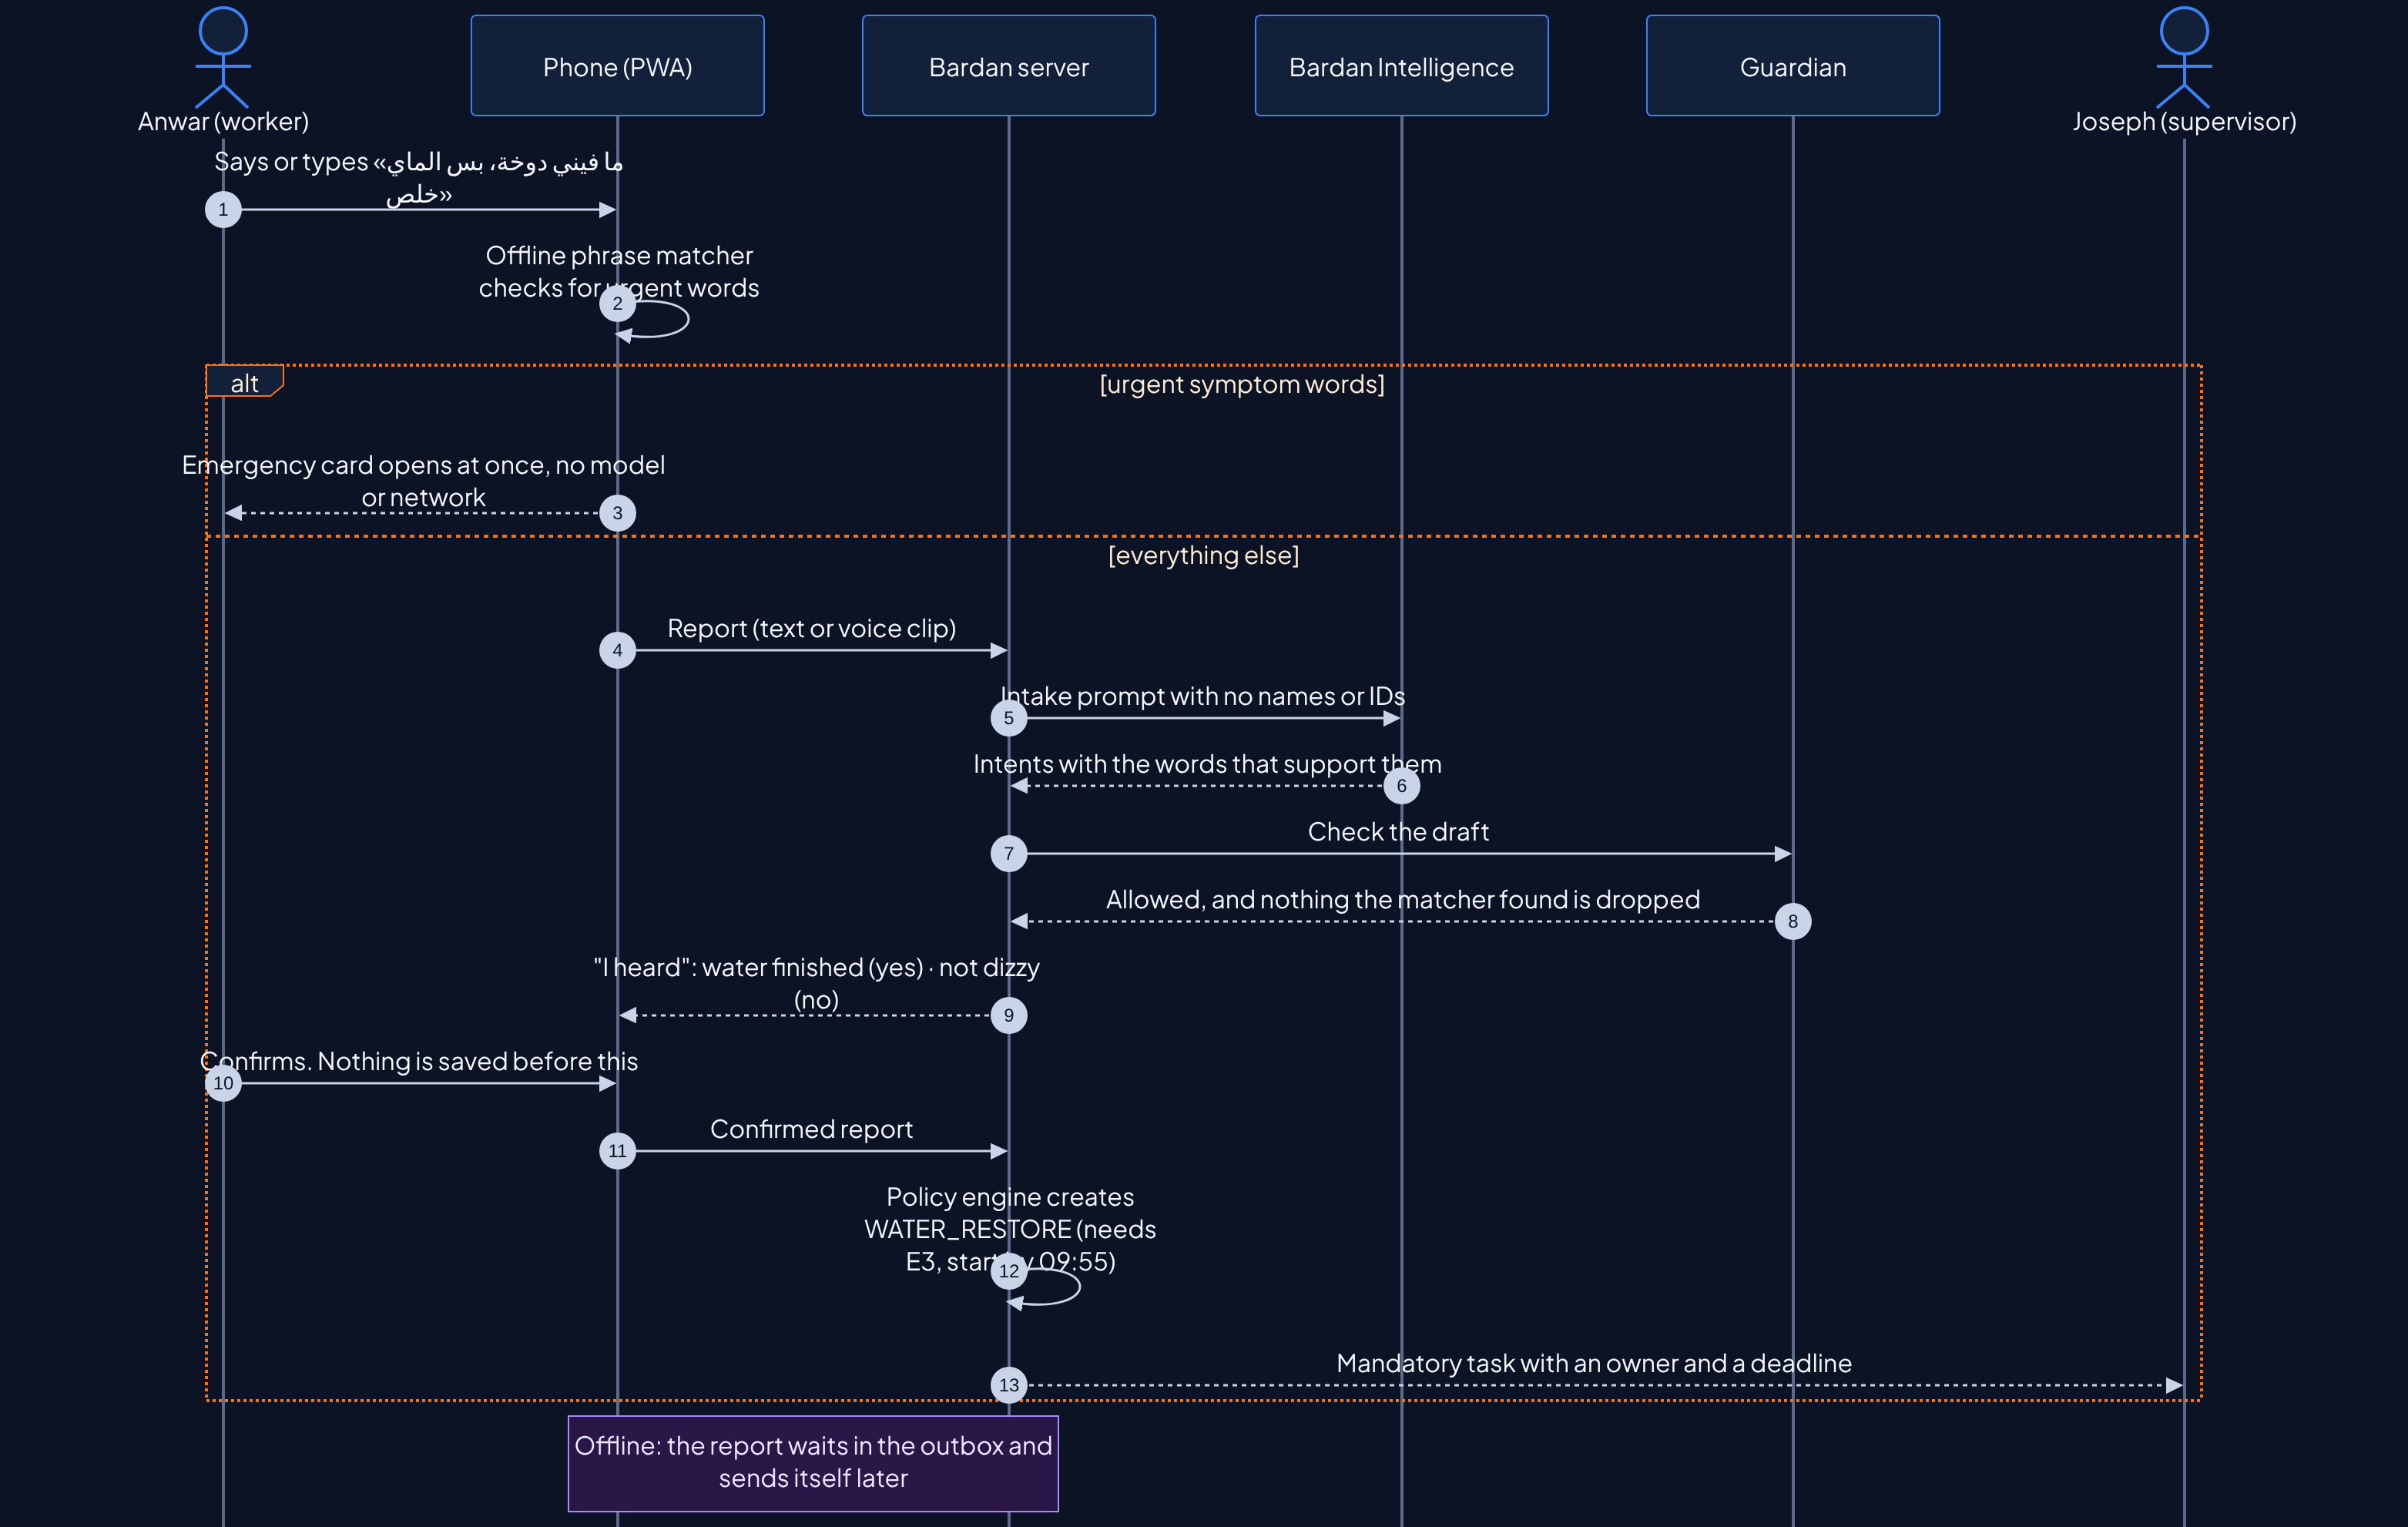 Anwar (worker)
Phone (PWA)
Bardan server
Bardan Intelligence
Guardian
Joseph (supervisor)
Says or types «ما فيني دوخة، بس الماي
خلص»
1
Offline phrase matcher
checks for urgent words
2
alt
[urgent symptom words]
Emergency card opens at once, no model
or network
3
[everything else]
Report (text or voice clip)
4
Intake prompt with no names or IDs
5
Intents with the words that support them
6
Check the draft
7
Allowed, and nothing the matcher found is dropped
8
"I heard": water finished (yes) · not dizzy
(no)
9
Confirms. Nothing is saved before this
10
Confirmed report
11
Policy engine creates
WATER_RESTORE (needs
E3, start by 09:55)
12
Mandatory task with an owner and a deadline
13
Offline: the report waits in the outbox and
sends itself later